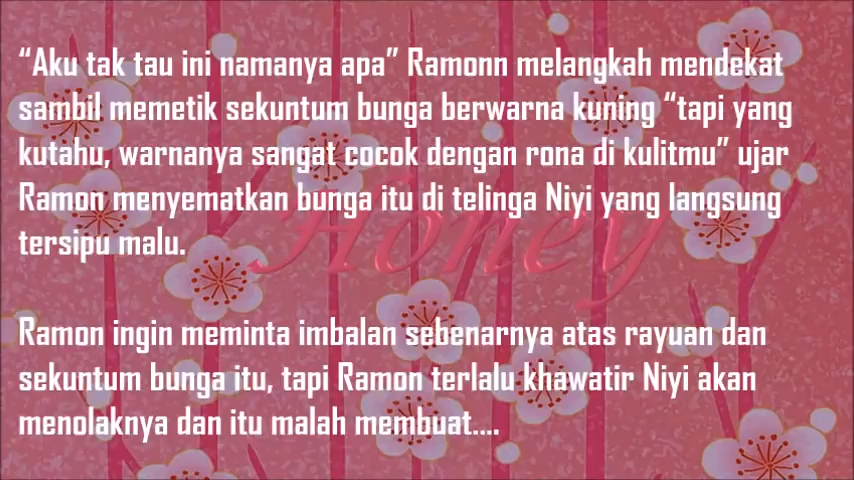 “Aku tak tau ini namanya apa” Ramonn melangkah mendekat
sambil memetik sekuntum bunga berwarna kuning “tapi yang
kutahu, warnanya sangat cocok dengan rona di kulitmu” ujar
Ramon menyematkan bunga itu di telinga Niyi yang langsung
tersipu malu.
Honey
Ramon ingin meminta imbalan sebenarnya atas rayuan dan
sekuntum bunga itu, tapi Ramon terlalu khawatir Niyi akan
menolaknya dan itu malah membuat....